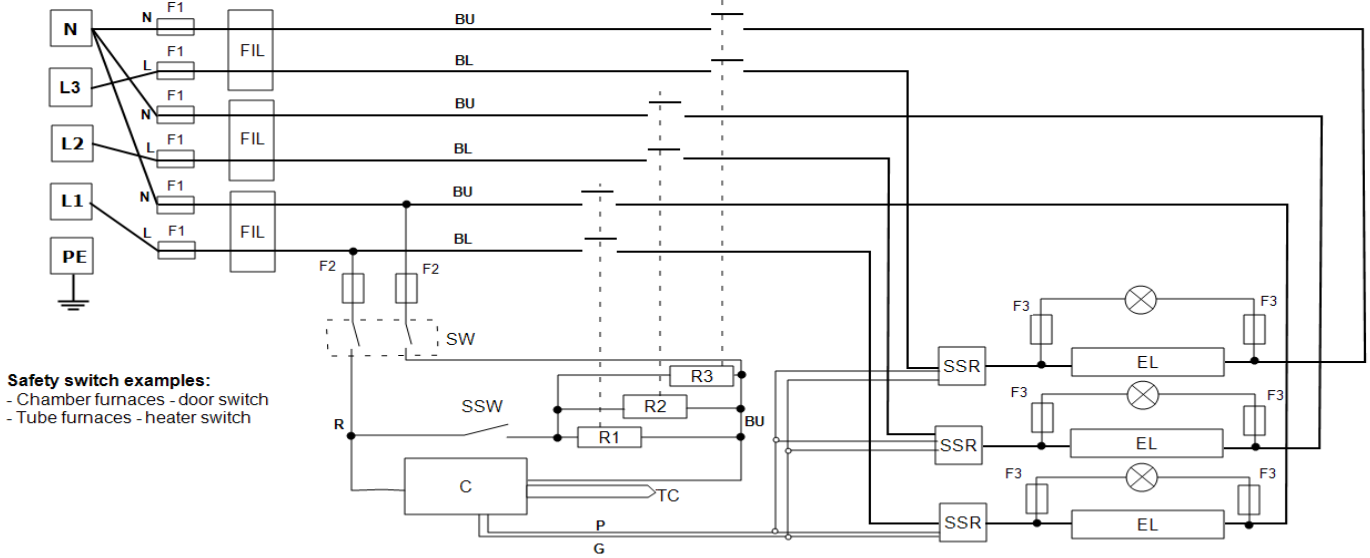 N
L3
L2
L1
PE
N
F1
L
F1
F1
N
L
F1
N
F1
L
F1
FIL
FIL
FIL
BU
BL
BU
BL
BU
BL
F2
F2
SW
Safety switch examples:
- Chamber furnaces - door switch
- Tube furnaces - heater switch
R
SSW
R3
R2
R1
BU
C
TC
P
G
F3
F3
SSR
EL
F3
F3
SSR
EL
F3
F3
SSR
EL